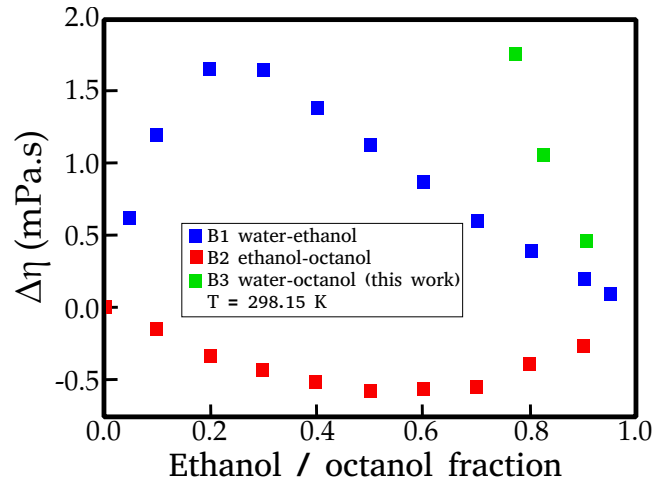 2.0
1.5
1.0
0.5
0.0
-0.5
Δη (mPa.s)
B1 water-ethanol
B2 ethanol-octanol
B3 water-octanol (this work)
T = 298.15 K
0.0 0.2 0.4 0.6 0.8 1.0
Ethanol / octanol fraction